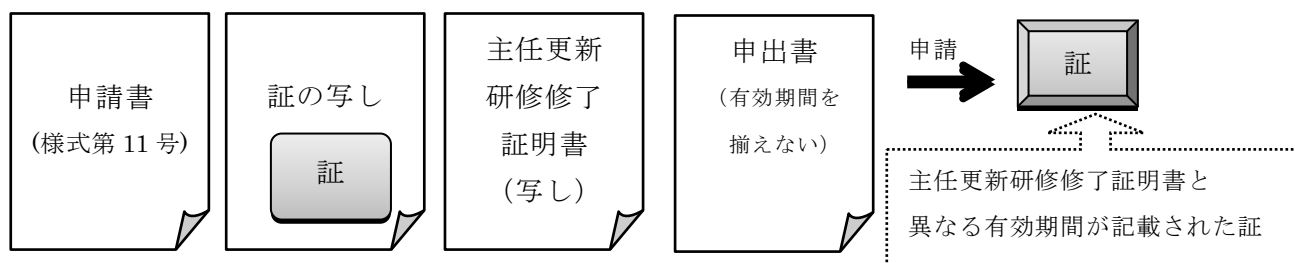 申請書
(様式第 11 号)
証の写し
証
主任更新
研修修了
証明書
（写し）
申出書
（有効期間を
揃えない）
申請
証
主任更新研修修了証明書と
異なる有効期間が記載された証